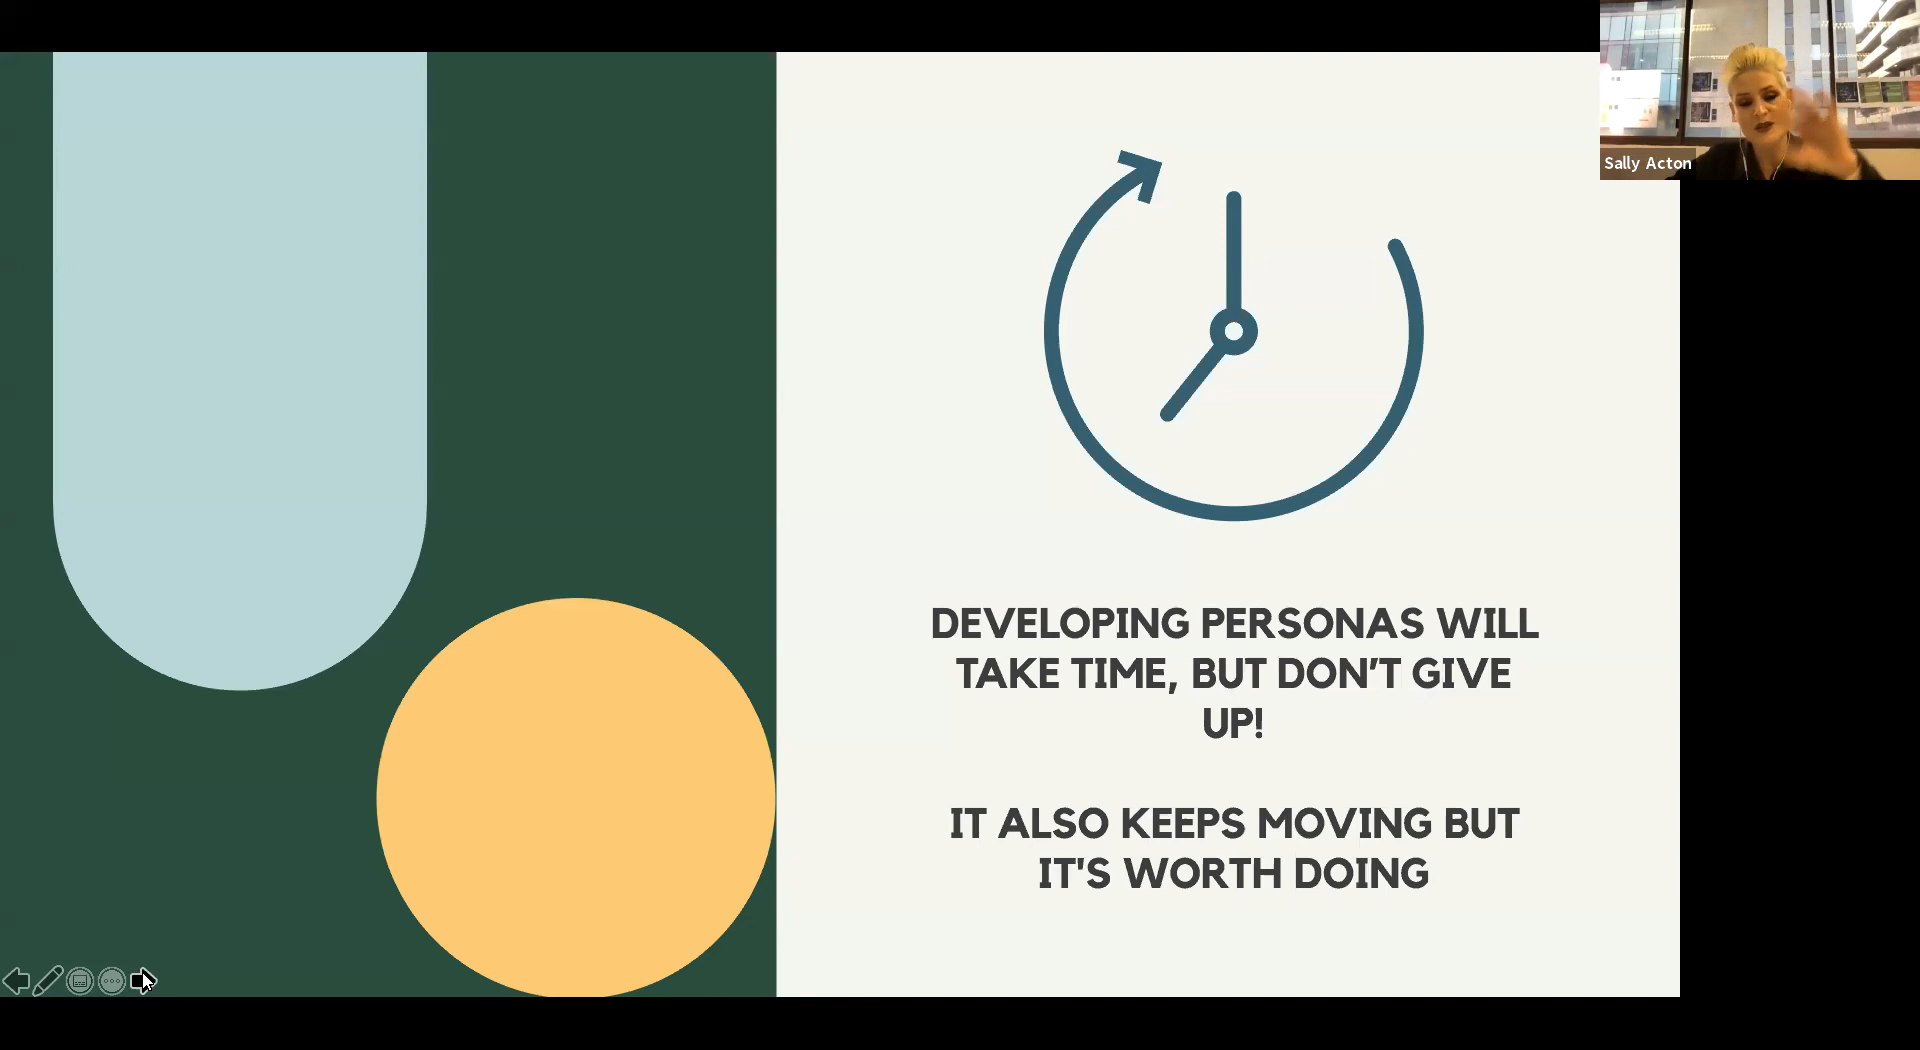 Sally Acton
DEVELOPING PERSONAS WILL
TAKE TIME, BUT DON’T GIVE
UP!
IT ALSO KEEPS MOVING BUT
IT'S WORTH DOING